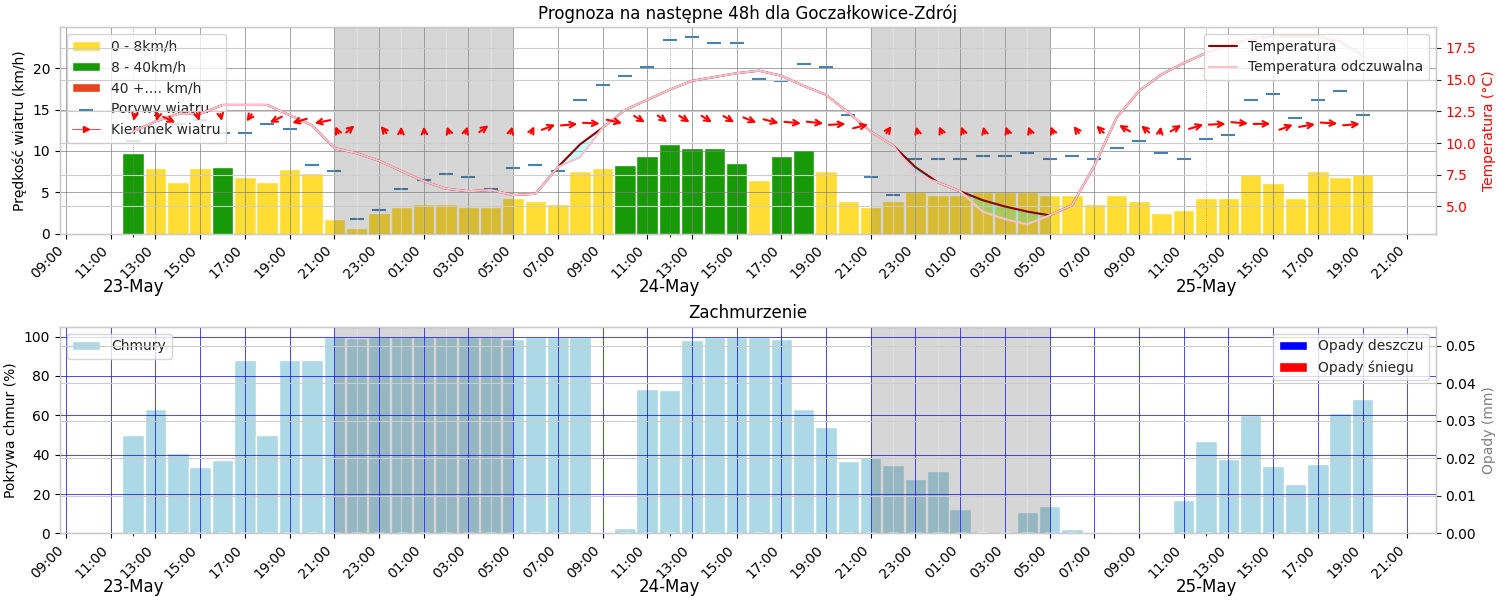 Prognoza na następne 48h dla Goczałkowice-Zdrój
Prędkość wiatru (km/h)
20
15
10
5
0
0 - 8km/h
8 - 40km/h
40 +.... km/h
Porywy wiatru
Kierunek wiatru
Temperatura
Temperatura odczuwalna
17.5
15.0
12.5
10.0
7.5
5.0
Temperatura (°C)
09:00 11:00 13:00 15:00 17:00 19:00 21:00 23:00 01:00 03:00 05:00 07:00 09:00 11:00 13:00 15:00 17:00 19:00 21:00 23:00 01:00 03:00 05:00 07:00 09:00 11:00 13:00 15:00 17:00 19:00 21:00
23-May 24-May 25-May
Zachmurzenie
Pokrywa chmur (%)
100
80
60
40
20
0
Chmury
Opady deszczu
Opady śniegu
0.05
0.04
0.03
0.02
0.01
0.00
Opady (mm)
09:00 11:00 13:00 15:00 17:00 19:00 21:00 23:00 01:00 03:00 05:00 07:00 09:00 11:00 13:00 15:00 17:00 19:00 21:00 23:00 01:00 03:00 05:00 07:00 09:00 11:00 13:00 15:00 17:00 19:00 21:00
23-May 24-May 25-May